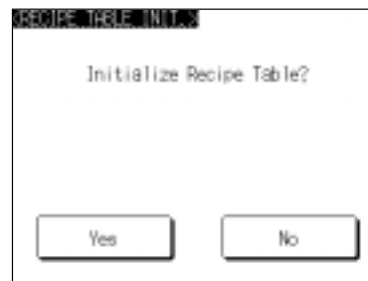 <RECIPE TABLE INIT.>
Initialize Recipe Table?
Yes
No